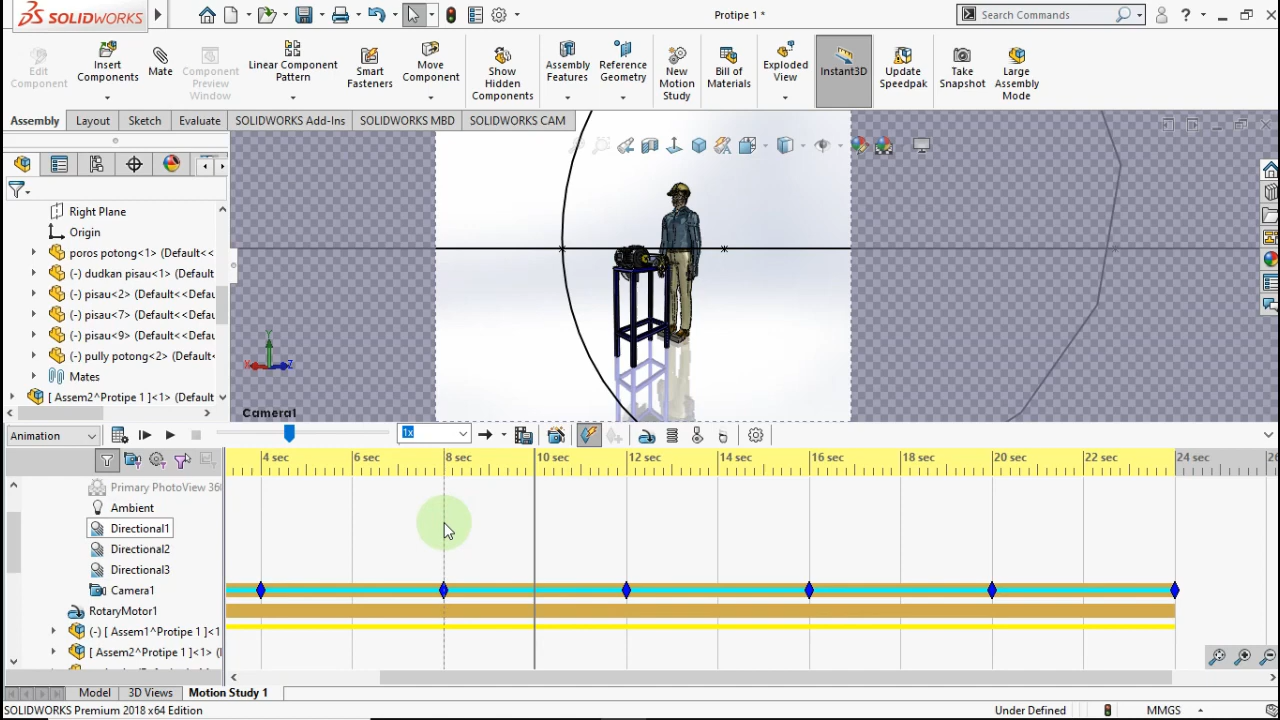 SOLIDWORKS
Protipe 1 *
Search Commands
?
Edit
Component
Insert
Components
Mate
Component
Preview
Window
Linear Component
Pattern
Smart
Fasteners
Move
Component
Show
Hidden
Components
Assembly
Features
Reference
Geometry
New
Motion
Study
Bill of
Materials
Exploded
View
Instant3D
Update
Speedpak
Take
Snapshot
Large
Assembly
Mode
Assembly
Layout
Sketch
Evaluate
SOLIDWORKS Add-Ins
SOLIDWORKS MBD
SOLIDWORKS CAM
Right Plane
Origin
poros potong<1> (Default<<
(-) dudkan pisau<1> (Default
(-) pisau<2> (Default<<Defau
(-) pisau<7> (Default<<Defau
(-) pisau<9> (Default<<Defau
(-) pully potong<2> (Default<
Mates
[ Assem2^Protipe 1 ]<1> (Default
Y
X
Z
Camera1
Animation
1x
4 sec
6 sec
8 sec
10 sec
12 sec
14 sec
16 sec
18 sec
20 sec
22 sec
24 sec
26
Primary PhotoView 360
Ambient
Directional1
Directional2
Directional3
Camera1
RotaryMotor1
(-) [ Assem1^Protipe 1 ]<1
[ Assem2^Protipe 1 ]<1> (
Model
3D Views
Motion Study 1
SOLIDWORKS Premium 2018 x64 Edition
Under Defined
MMGS